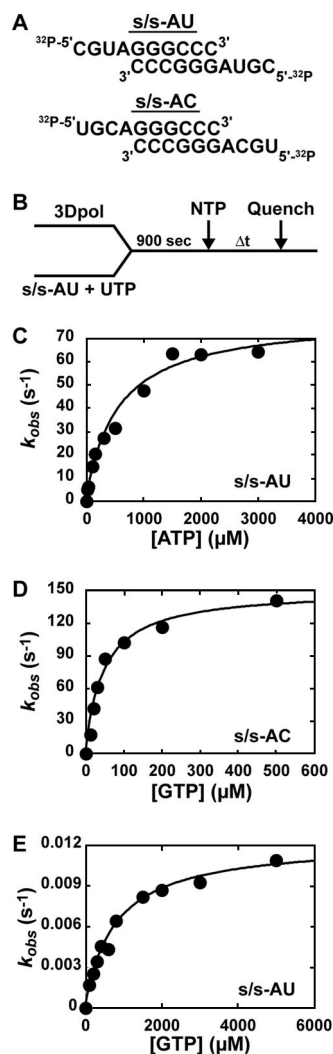 A
s/s-AU
32P-5'CGUAGGGCCC3'
3'CCCGGGAUGC5'-32P
s/s-AC
32P-5'UGCAGGGCCC3'
3'CCCGGGACGU5'-32P
B
3Dpol
NTP
Quench
900 sec
Δt
s/s-AU + UTP
C
70
60
50
40
30
20
10
0
kobs (s-1)
s/s-AU
0
1000
2000
3000
4000
[ATP] (μM)
D
150
120
90
60
30
0
kobs (s-1)
s/s-AC
0
100
200
300
400
500
600
[GTP] (μM)
E
0.012
0.009
0.006
0.003
0
kobs (s-1)
s/s-AU
0
2000
4000
6000
[GTP] (μM)